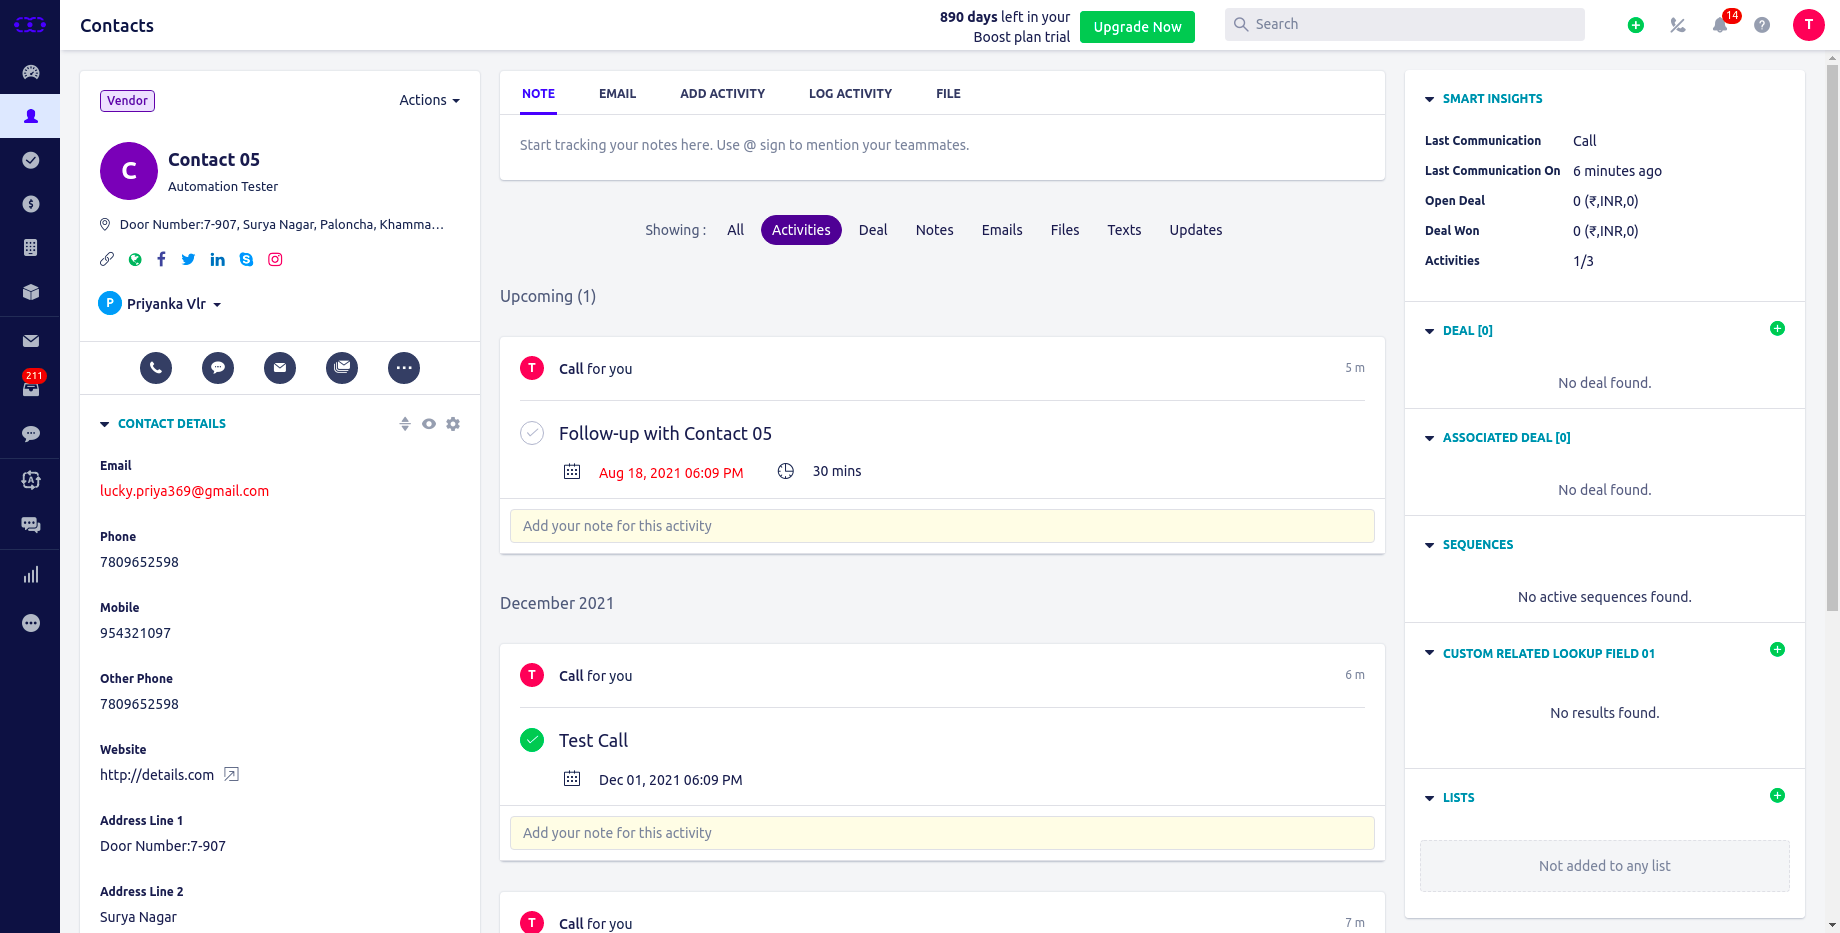 Contacts
890 days left in your
Boost plan trial
Upgrade Now
Search
14
T
211
Vendor
Actions
C
Contact 05
Automation Tester
Door Number:7-907, Surya Nagar, Paloncha, Khamma...
P
Priyanka Vlr
CONTACT DETAILS
Email
lucky.priya369@gmail.com
Phone
7809652598
Mobile
954321097
Other Phone
7809652598
Website
http://details.com
Address Line 1
Door Number:7-907
Address Line 2
Surya Nagar
NOTE EMAIL ADD ACTIVITY LOG ACTIVITY FILE
Start tracking your notes here. Use @ sign to mention your teammates.
Showing : All Activities Deal Notes Emails Files Texts Updates
Upcoming (1)
T Call for you 5 m
Follow-up with Contact 05
Aug 18, 2021 06:09 PM 30 mins
Add your note for this activity
December 2021
T Call for you 6 m
Test Call
Dec 01, 2021 06:09 PM
Add your note for this activity
T Call for you 7 m
SMART INSIGHTS
Last Communication Call
Last Communication On 6 minutes ago
Open Deal 0 (₹,INR,0)
Deal Won 0 (₹,INR,0)
Activities 1/3
DEAL [0]
No deal found.
ASSOCIATED DEAL [0]
No deal found.
SEQUENCES
No active sequences found.
CUSTOM RELATED LOOKUP FIELD 01
No results found.
LISTS
Not added to any list